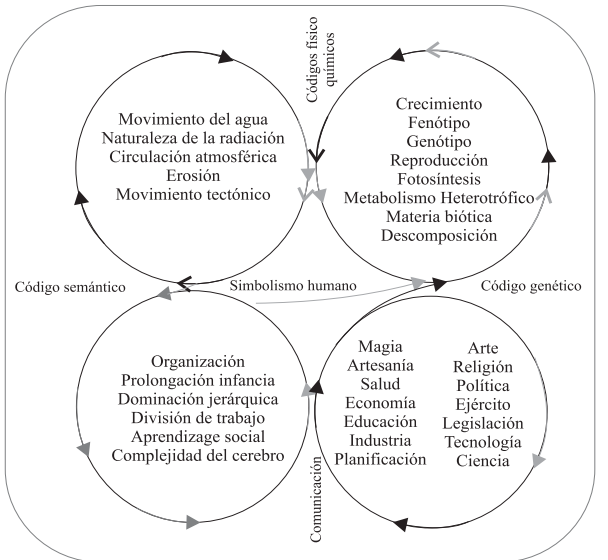 Códigos físico
químicos
Movimiento del agua
Naturaleza de la radiación
Circulación atmosférica
Erosión
Movimiento tectónico
Crecimiento
Fenótipo
Genótipo
Reproducción
Fotosíntesis
Metabolismo Heterotrófico
Materia biótica
Descomposición
Código semántico
Simbolismo humano
Código genético
Organización
Prolongación infancia
Dominación jerárquica
División de trabajo
Aprendizage social
Complejidad del cerebro
Comunicación
Magia
Artesanía
Salud
Economía
Educación
Industria
Planificación
Arte
Religión
Política
Ejército
Legislación
Tecnología
Ciencia